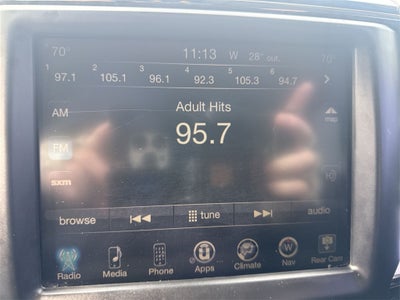 70° 11:13 W 28° out. 70°
1 97.1 2 105.1 3 96.1 4 92.3 5 105.3 6 94.7
Adult Hits
AM
95.7
map
FM
sxm
browse tune audio
Radio Media Phone Apps Climate Nav Rear Cam